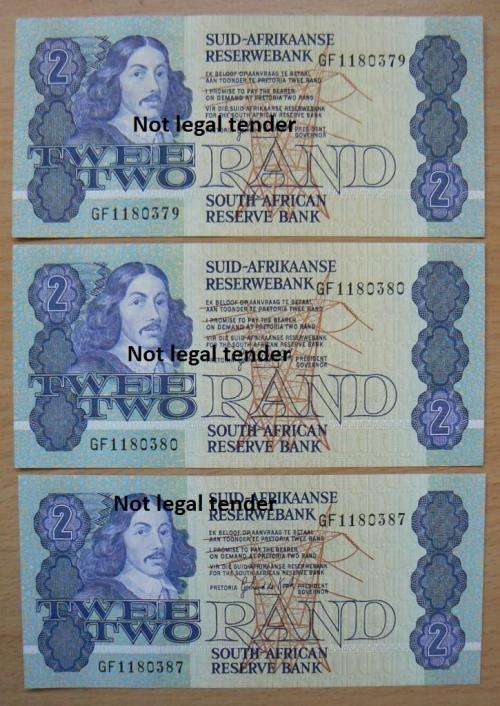 2
SUID-AFRIKAANSE
RESERWEBANK
GF1180379
EK BELOOF OP AANVRAAG TE BETAAL
AAN TOONDER TE PRETORIA TWEE RAND
I PROMISE TO PAY THE BEARER
ON DEMAND AT PRETORIA TWO RAND
VIR DIE SUID-AFRIKAANSE RESERWEBANK
FOR THE SOUTH AFRICAN RESERVE BANK
Not legal tender
PRESIDENT
GOVERNOR
TWEE
TWO
RAND
2
GF1180379
SOUTH AFRICAN
RESERVE BANK
2
SUID-AFRIKAANSE
RESERWEBANK
GF1180380
EK BELOOF OP AANVRAAG TE BETAAL
AAN TOONDER TE PRETORIA TWEE RAND
I PROMISE TO PAY THE BEARER
ON DEMAND AT PRETORIA TWO RAND
VIR DIE SUID-AFRIKAANSE RESERWEBANK
FOR THE SOUTH AFRICAN RESERVE BANK
Not legal tender
PRESIDENT
GOVERNOR
TWEE
TWO
RAND
2
GF1180380
SOUTH AFRICAN
RESERVE BANK
2
Not legal tender
SUID-AFRIKAANSE
RESERWEBANK
GF1180387
EK BELOOF OP AANVRAAG TE BETAAL
AAN TOONDER TE PRETORIA TWEE RAND
I PROMISE TO PAY THE BEARER
ON DEMAND AT PRETORIA TWO RAND
VIR DIE SUID-AFRIKAANSE RESERWEBANK
FOR THE SOUTH AFRICAN RESERVE BANK
PRETORIA
PRESIDENT
GOVERNOR
TWEE
TWO
RAND
2
GF1180387
SOUTH AFRICAN
RESERVE BANK